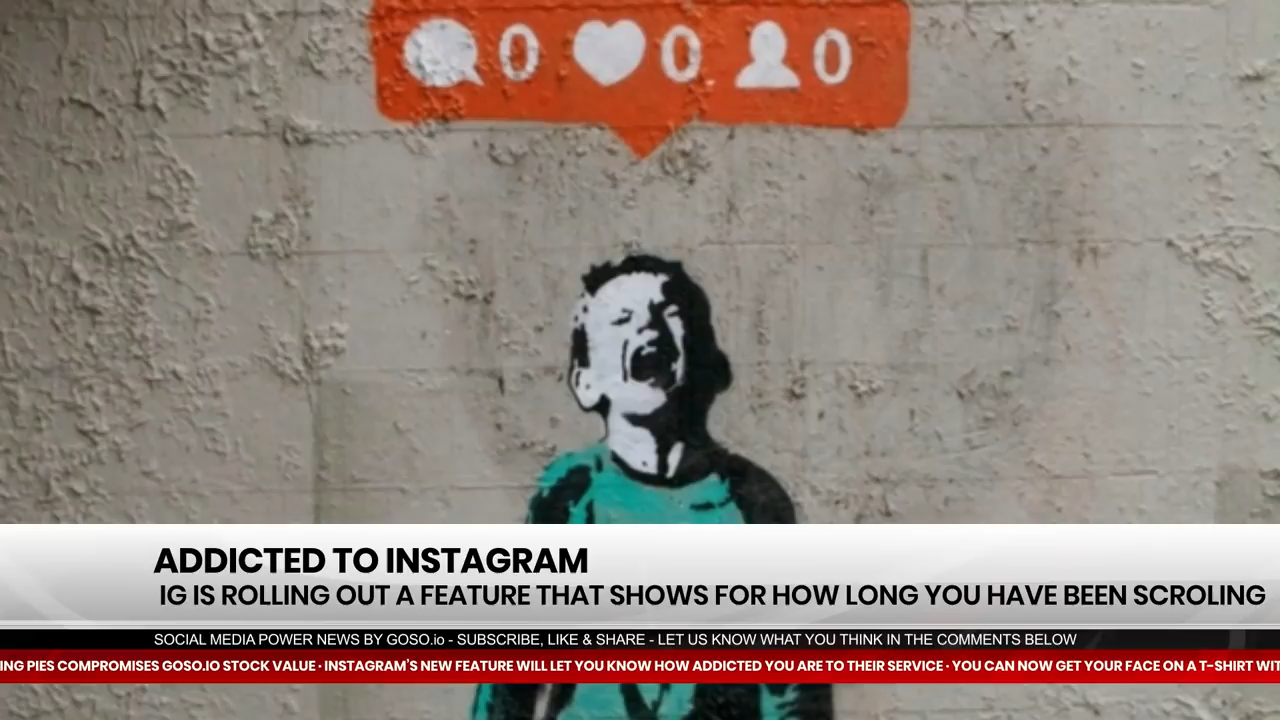 0 0 0
ADDICTED TO INSTAGRAM
IG IS ROLLING OUT A FEATURE THAT SHOWS FOR HOW LONG YOU HAVE BEEN SCROLING
SOCIAL MEDIA POWER NEWS BY GOSO.io - SUBSCRIBE, LIKE & SHARE - LET US KNOW WHAT YOU THINK IN THE COMMENTS BELOW
ING PIES COMPROMISES GOSO.IO STOCK VALUE · INSTAGRAM'S NEW FEATURE WILL LET YOU KNOW HOW ADDICTED YOU ARE TO THEIR SERVICE · YOU CAN NOW GET YOUR FACE ON A T-SHIRT WIT